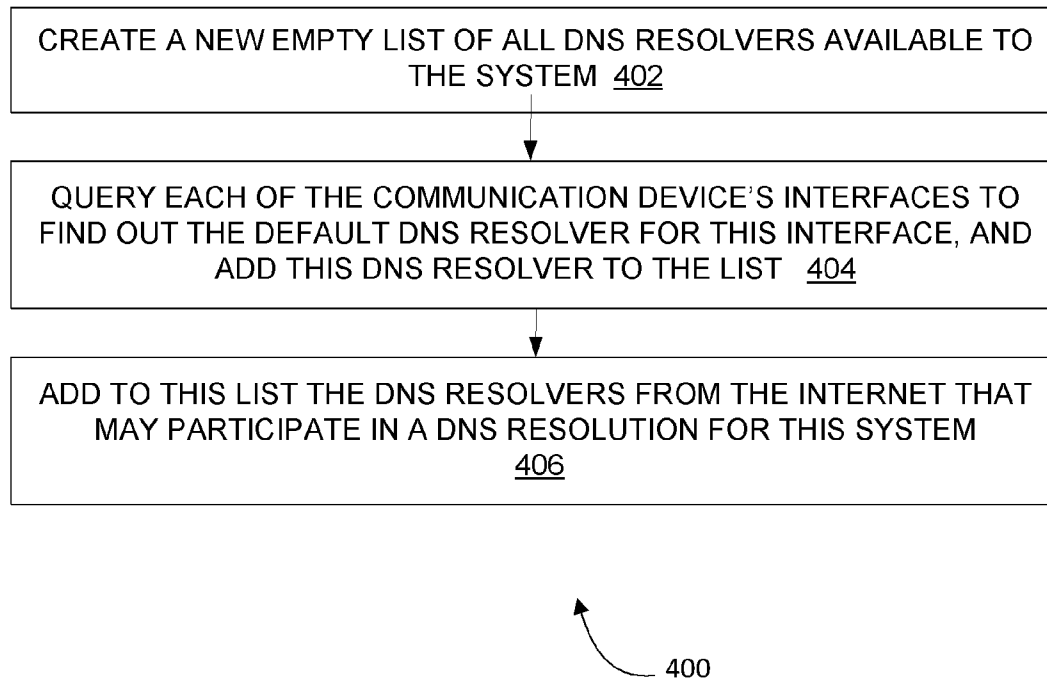 CREATE A NEW EMPTY LIST OF ALL DNS RESOLVERS AVAILABLE TO
THE SYSTEM 402
QUERY EACH OF THE COMMUNICATION DEVICE'S INTERFACES TO
FIND OUT THE DEFAULT DNS RESOLVER FOR THIS INTERFACE, AND
ADD THIS DNS RESOLVER TO THE LIST 404
ADD TO THIS LIST THE DNS RESOLVERS FROM THE INTERNET THAT
MAY PARTICIPATE IN A DNS RESOLUTION FOR THIS SYSTEM
406
400